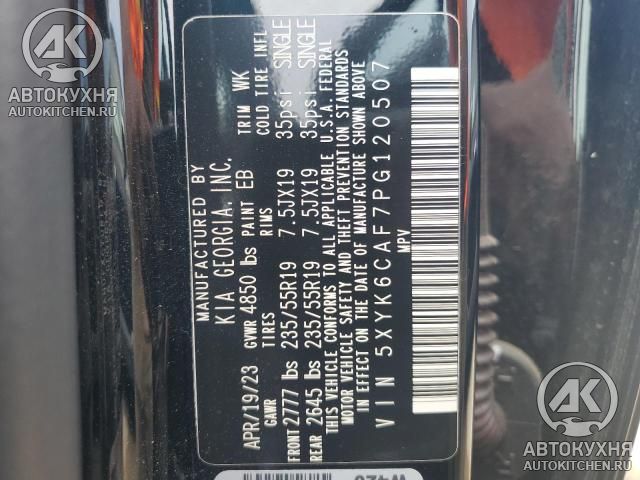 MANUFACTURED BY
KIA GEORGIA, INC.
APR/19/23 GVWR 4850 lbs PAINT EB TRIM WK
GAWR TIRES RIMS COLD TIRE INFL
FRONT 2777 lbs 235/55R19 7.5JX19 35psi SINGLE
REAR 2645 lbs 235/55R19 7.5JX19 35psi SINGLE
THIS VEHICLE CONFORMS TO ALL APPLICABLE U.S.A. FEDERAL
MOTOR VEHICLE SAFETY AND THEFT PREVENTION STANDARDS
IN EFFECT ON THE DATE OF MANUFACTURE SHOWN ABOVE
VIN 5XYK6CAF7PG120507
MPV
АК
АВТОКУХНЯ
AUTOKITCHEN.RU
АК
АВТОКУХНЯ
AUTOKITCHEN.RU